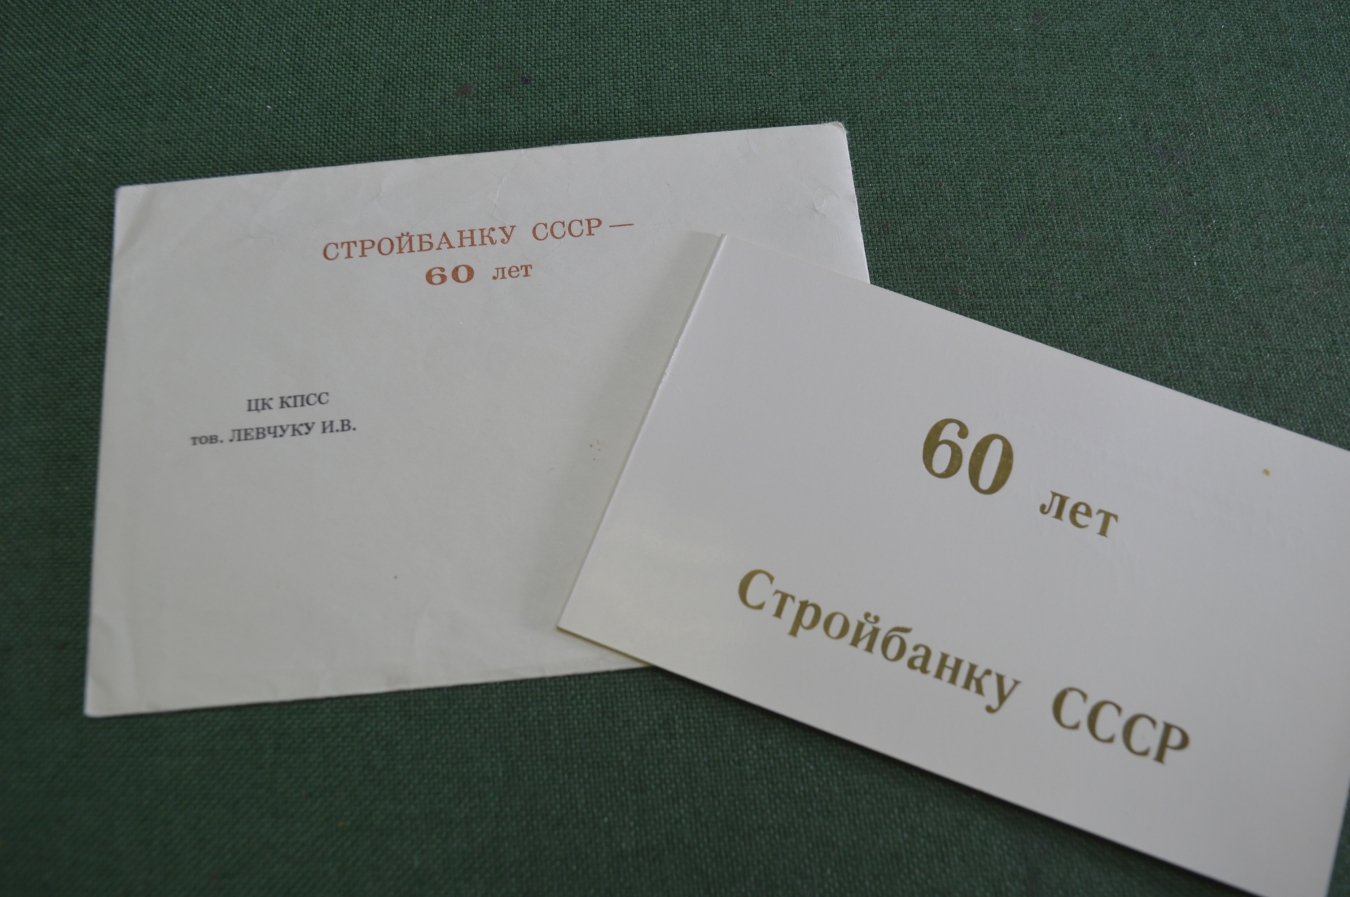 СТРОЙБАНКУ СССР —
60 лет
ЦК КПСС
тов. ЛЕВЧУКУ И.В.
60 лет
Стройбанку СССР